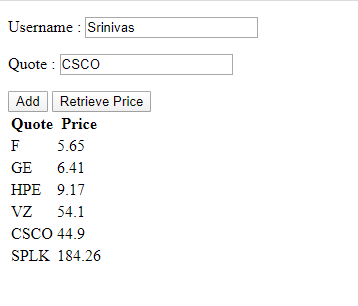 Username : Srinivas
Quote : CSCO
Add Retrieve Price
Quote Price
F 5.65
GE 6.41
HPE 9.17
VZ 54.1
CSCO 44.9
SPLK 184.26